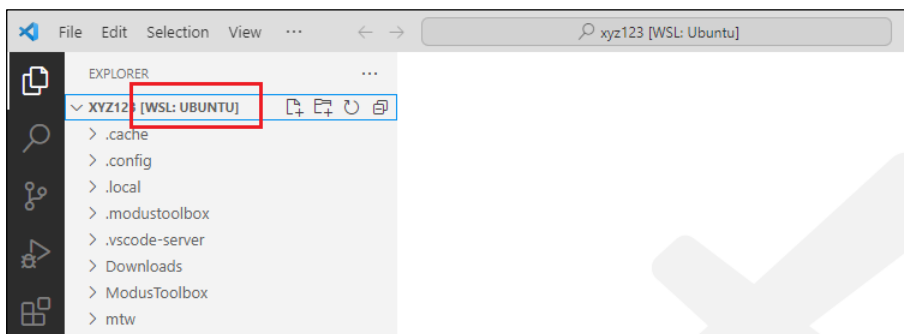 File Edit Selection View ... xyz123 [WSL: Ubuntu]
EXPLORER ...
XYZ123 [WSL: UBUNTU]
.cache
.config
.local
.modustoolbox
.vscode-server
Downloads
ModusToolbox
mtw